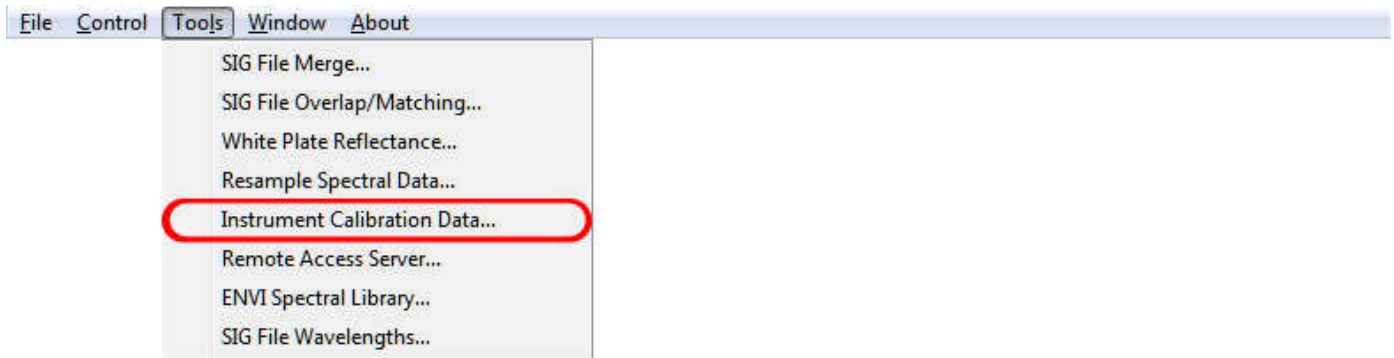 File Control Tools Window About
SIG File Merge...
SIG File Overlap/Matching...
White Plate Reflectance...
Resample Spectral Data...
Instrument Calibration Data...
Remote Access Server...
ENVI Spectral Library...
SIG File Wavelengths...